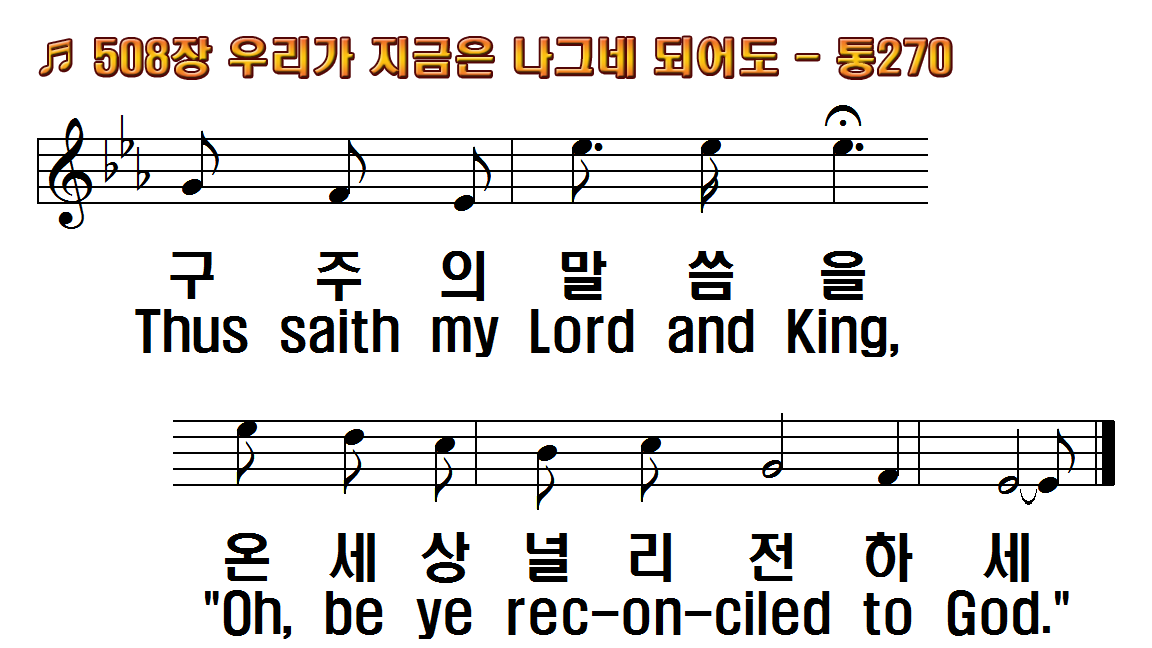 ♬ 508장 우리가 지금은 나그네 되어도 - 통270
구 주 의 말 씀 을
Thus saith my Lord and King,
온 세 상 널 리 전 하 세
"Oh, be ye rec-on-ciled to God."